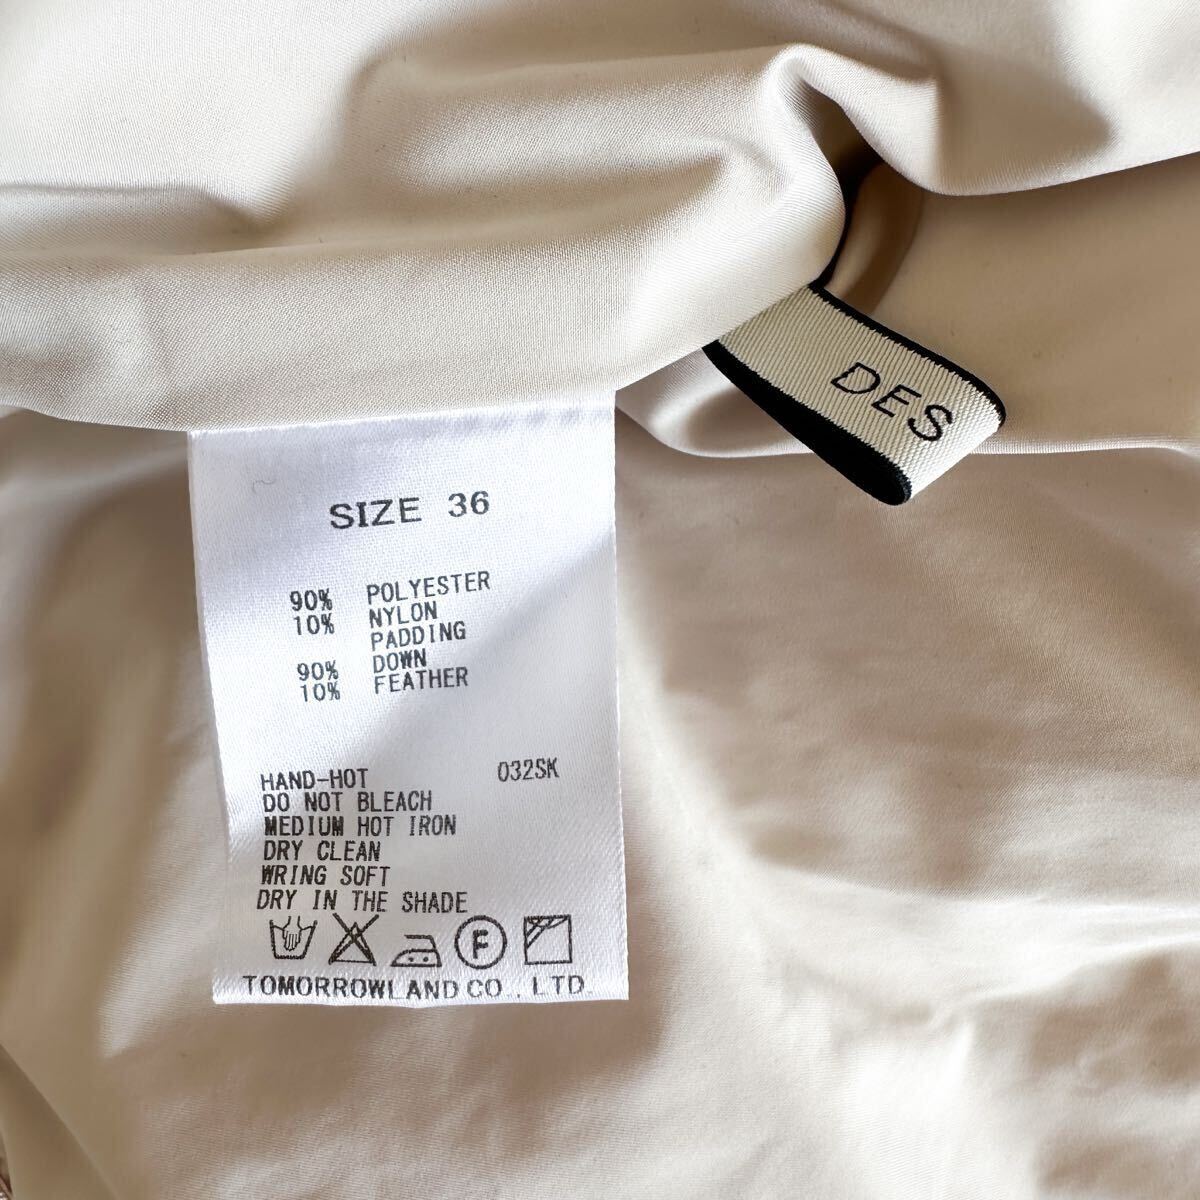 DES
SIZE 36
90% POLYESTER
10% NYLON
PADDING
90% DOWN
10% FEATHER
HAND-HOT 032SK
DO NOT BLEACH
MEDIUM HOT IRON
DRY CLEAN
WRING SOFT
DRY IN THE SHADE
F
TOMORROWLAND CO., LTD.